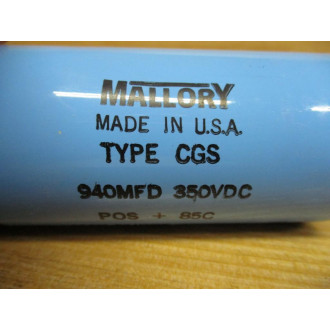 MALLORY
MADE IN U.S.A.
TYPE CGS
940MFD 350VDC
POS + 85C